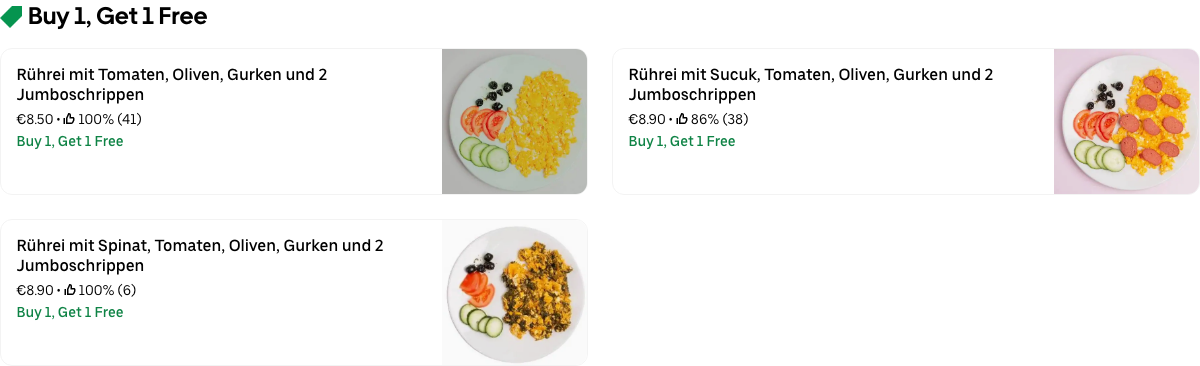 Buy 1, Get 1 Free
Rührei mit Tomaten, Oliven, Gurken und 2
Jumboschrippen
€8.50 • 100% (41)
Buy 1, Get 1 Free
Rührei mit Sucuk, Tomaten, Oliven, Gurken und 2
Jumboschrippen
€8.90 • 86% (38)
Buy 1, Get 1 Free
Rührei mit Spinat, Tomaten, Oliven, Gurken und 2
Jumboschrippen
€8.90 • 100% (6)
Buy 1, Get 1 Free